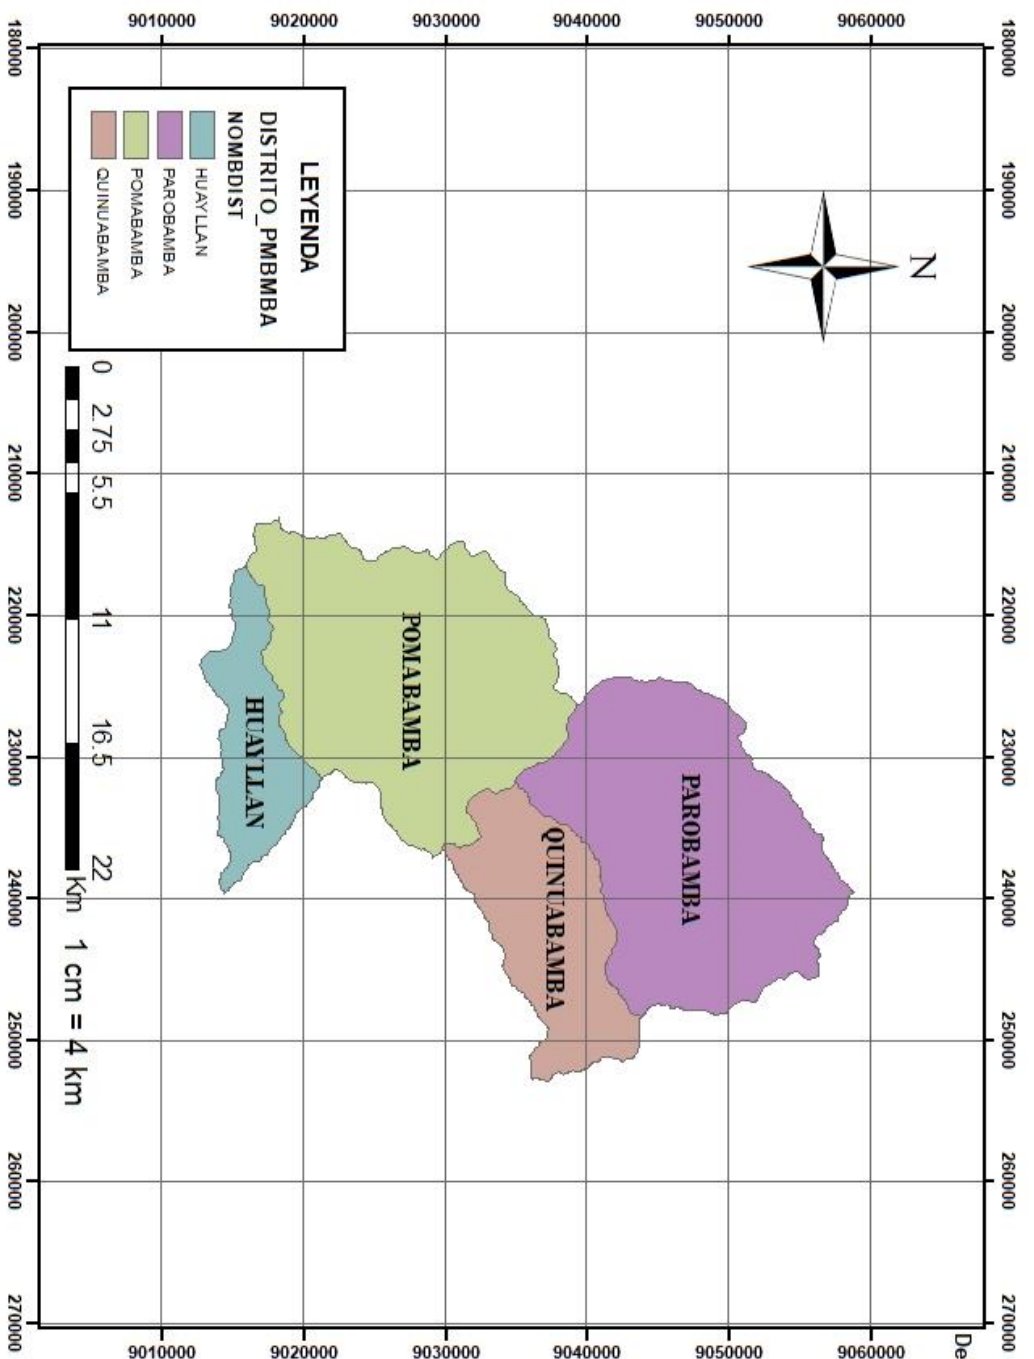 180000 190000 200000 210000 220000 230000 240000 250000 260000 270000
De
N
9060000 9060000
9050000 9050000
PAROBAMBA
9040000 9040000
QUINUABAMBA
9030000 9030000
POMABAMBA
9020000 9020000
HUAYLLAN
9010000 9010000
LEYENDA
DISTRITO_PMBMBA
NOMBDIST
HUAYLLAN
PAROBAMBA
POMABAMBA
QUINUABAMBA
0 2.75 5.5 11 16.5 22
Km 1 cm = 4 km
180000 190000 200000 210000 220000 230000 240000 250000 260000 270000